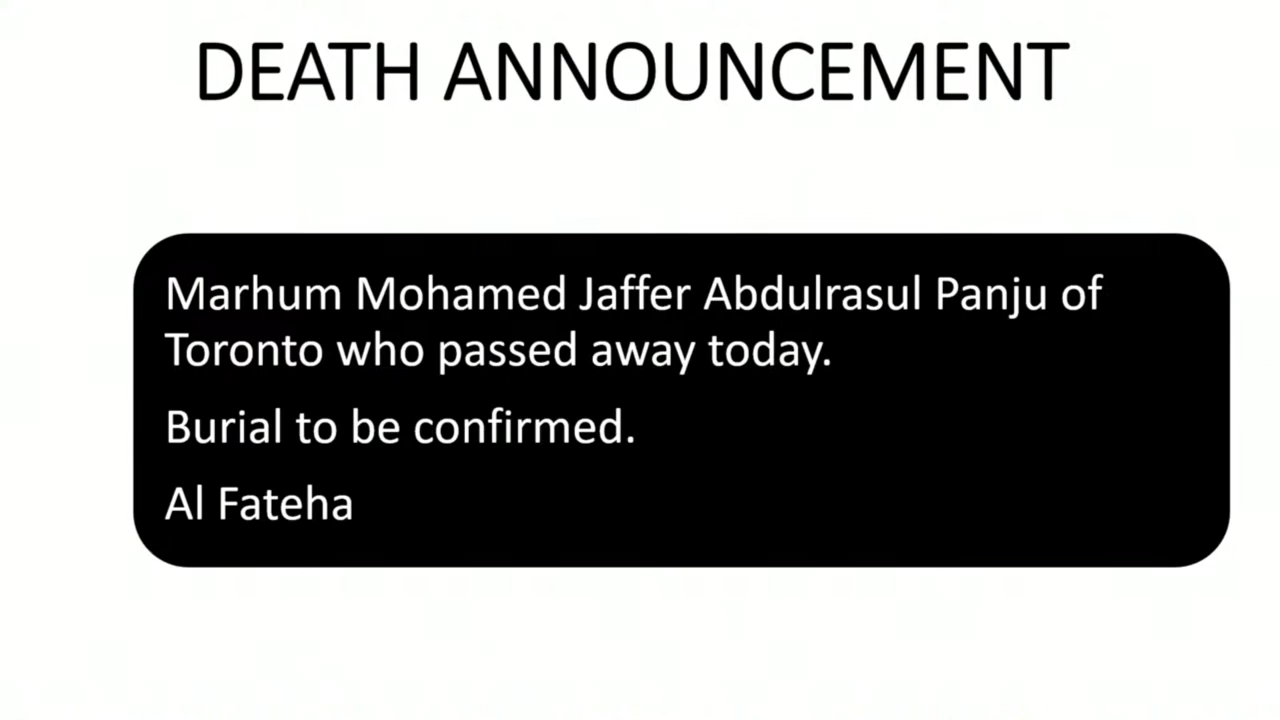 DEATH ANNOUNCEMENT
Marhum Mohamed Jaffer Abdulrasul Panju of
Toronto who passed away today.
Burial to be confirmed.
Al Fateha